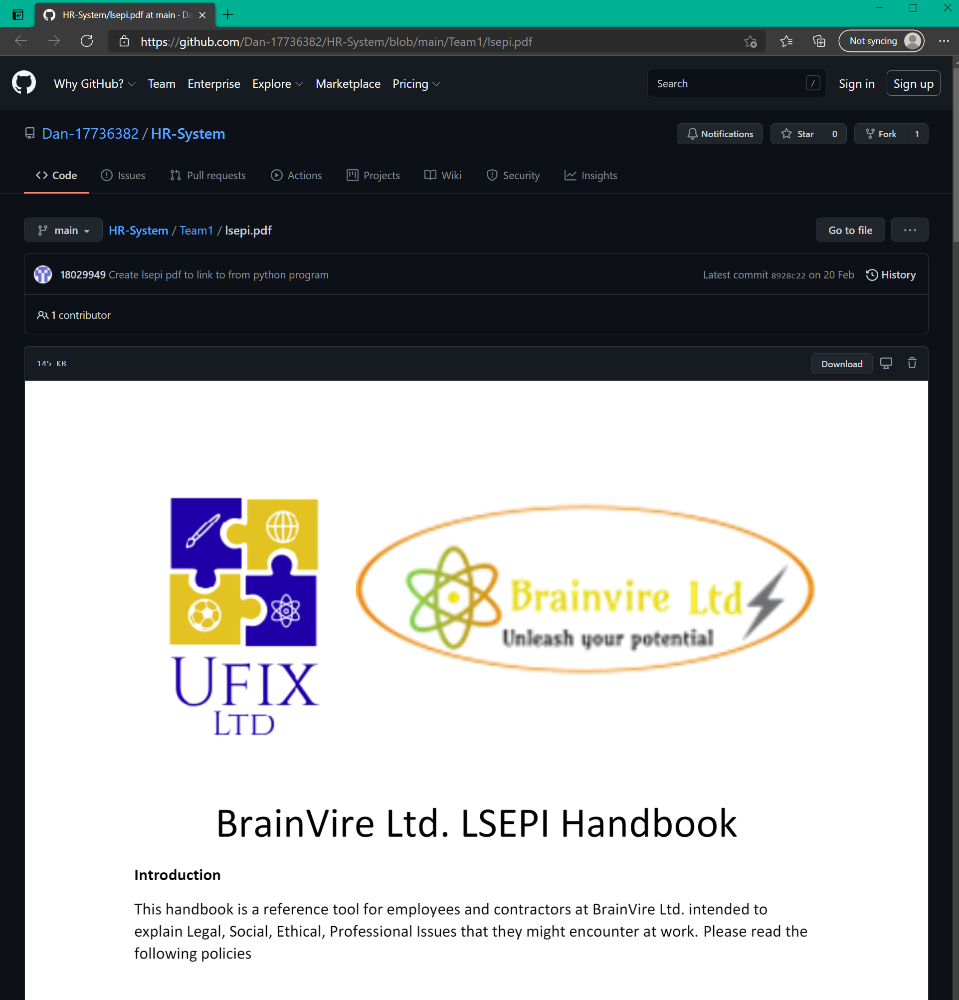 HR-System/lsepi.pdf at main · Da
https://github.com/Dan-17736382/HR-System/blob/main/Team1/lsepi.pdf
Not syncing
Why GitHub? Team Enterprise Explore Marketplace Pricing
Search /
Sign in
Sign up
Dan-17736382 / HR-System
Notifications
Star 0
Fork 1
Code Issues Pull requests Actions Projects Wiki Security Insights
main
HR-System / Team1 / lsepi.pdf
Go to file
18029949 Create lsepi pdf to link to from python program
Latest commit 8928c22 on 20 Feb
History
1 contributor
145 KB
Download
UFIX
LTD
Brainvire Ltd
Unleash your potential
BrainVire Ltd. LSEPI Handbook
Introduction
This handbook is a reference tool for employees and contractors at BrainVire Ltd. intended to
explain Legal, Social, Ethical, Professional Issues that they might encounter at work. Please read the
following policies